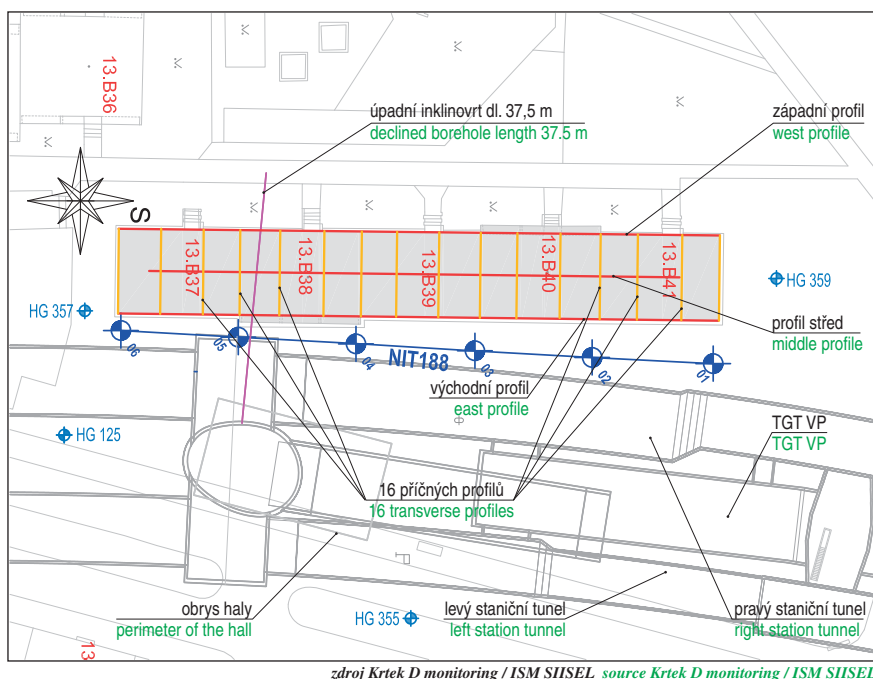 13.B36
úpadní inklinovrt dl. 37,5 m
declined borehole length 37.5 m
západní profil
west profile
S
13.B37
13.B38
13.B39
13.B40
13.B41
HG 359
HG 357
profil střed
middle profile
06
05
04
03
02
01
NIT188
východní profil
east profile
HG 125
TGT VP
TGT VP
16 příčných profilů
16 transverse profiles
obrys haly
perimeter of the hall
HG 355
levý staniční tunel
left station tunnel
pravý staniční tunel
right station tunnel
13
zdroj Krtek D monitoring / ISM SIISEL source Krtek D monitoring / ISM SIISEL